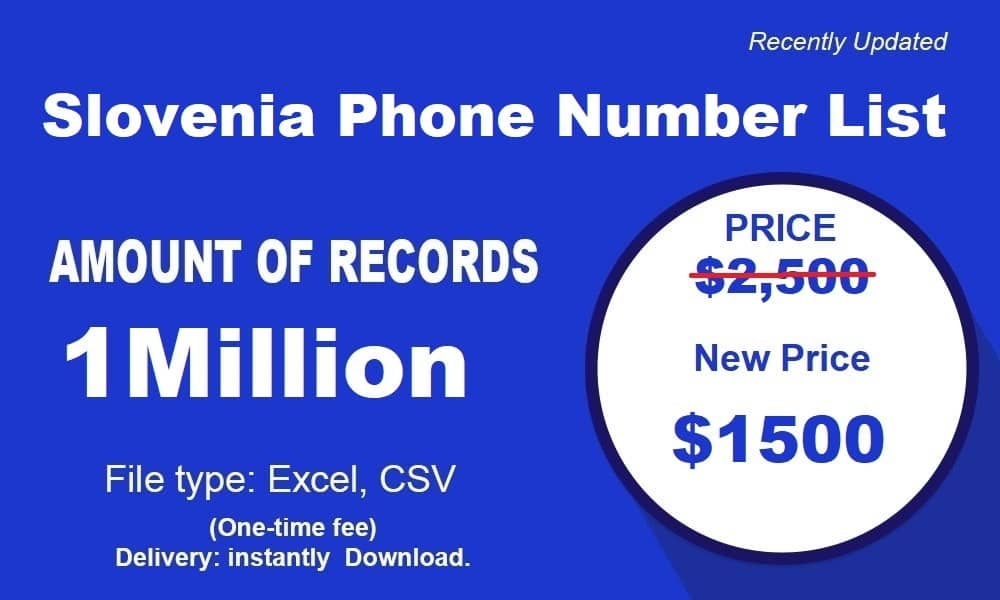 Recently Updated
Slovenia Phone Number List
AMOUNT OF RECORDS
1Million
File type: Excel, CSV
(One-time fee)
Delivery: instantly Download.
PRICE
$2,500
New Price
$1500